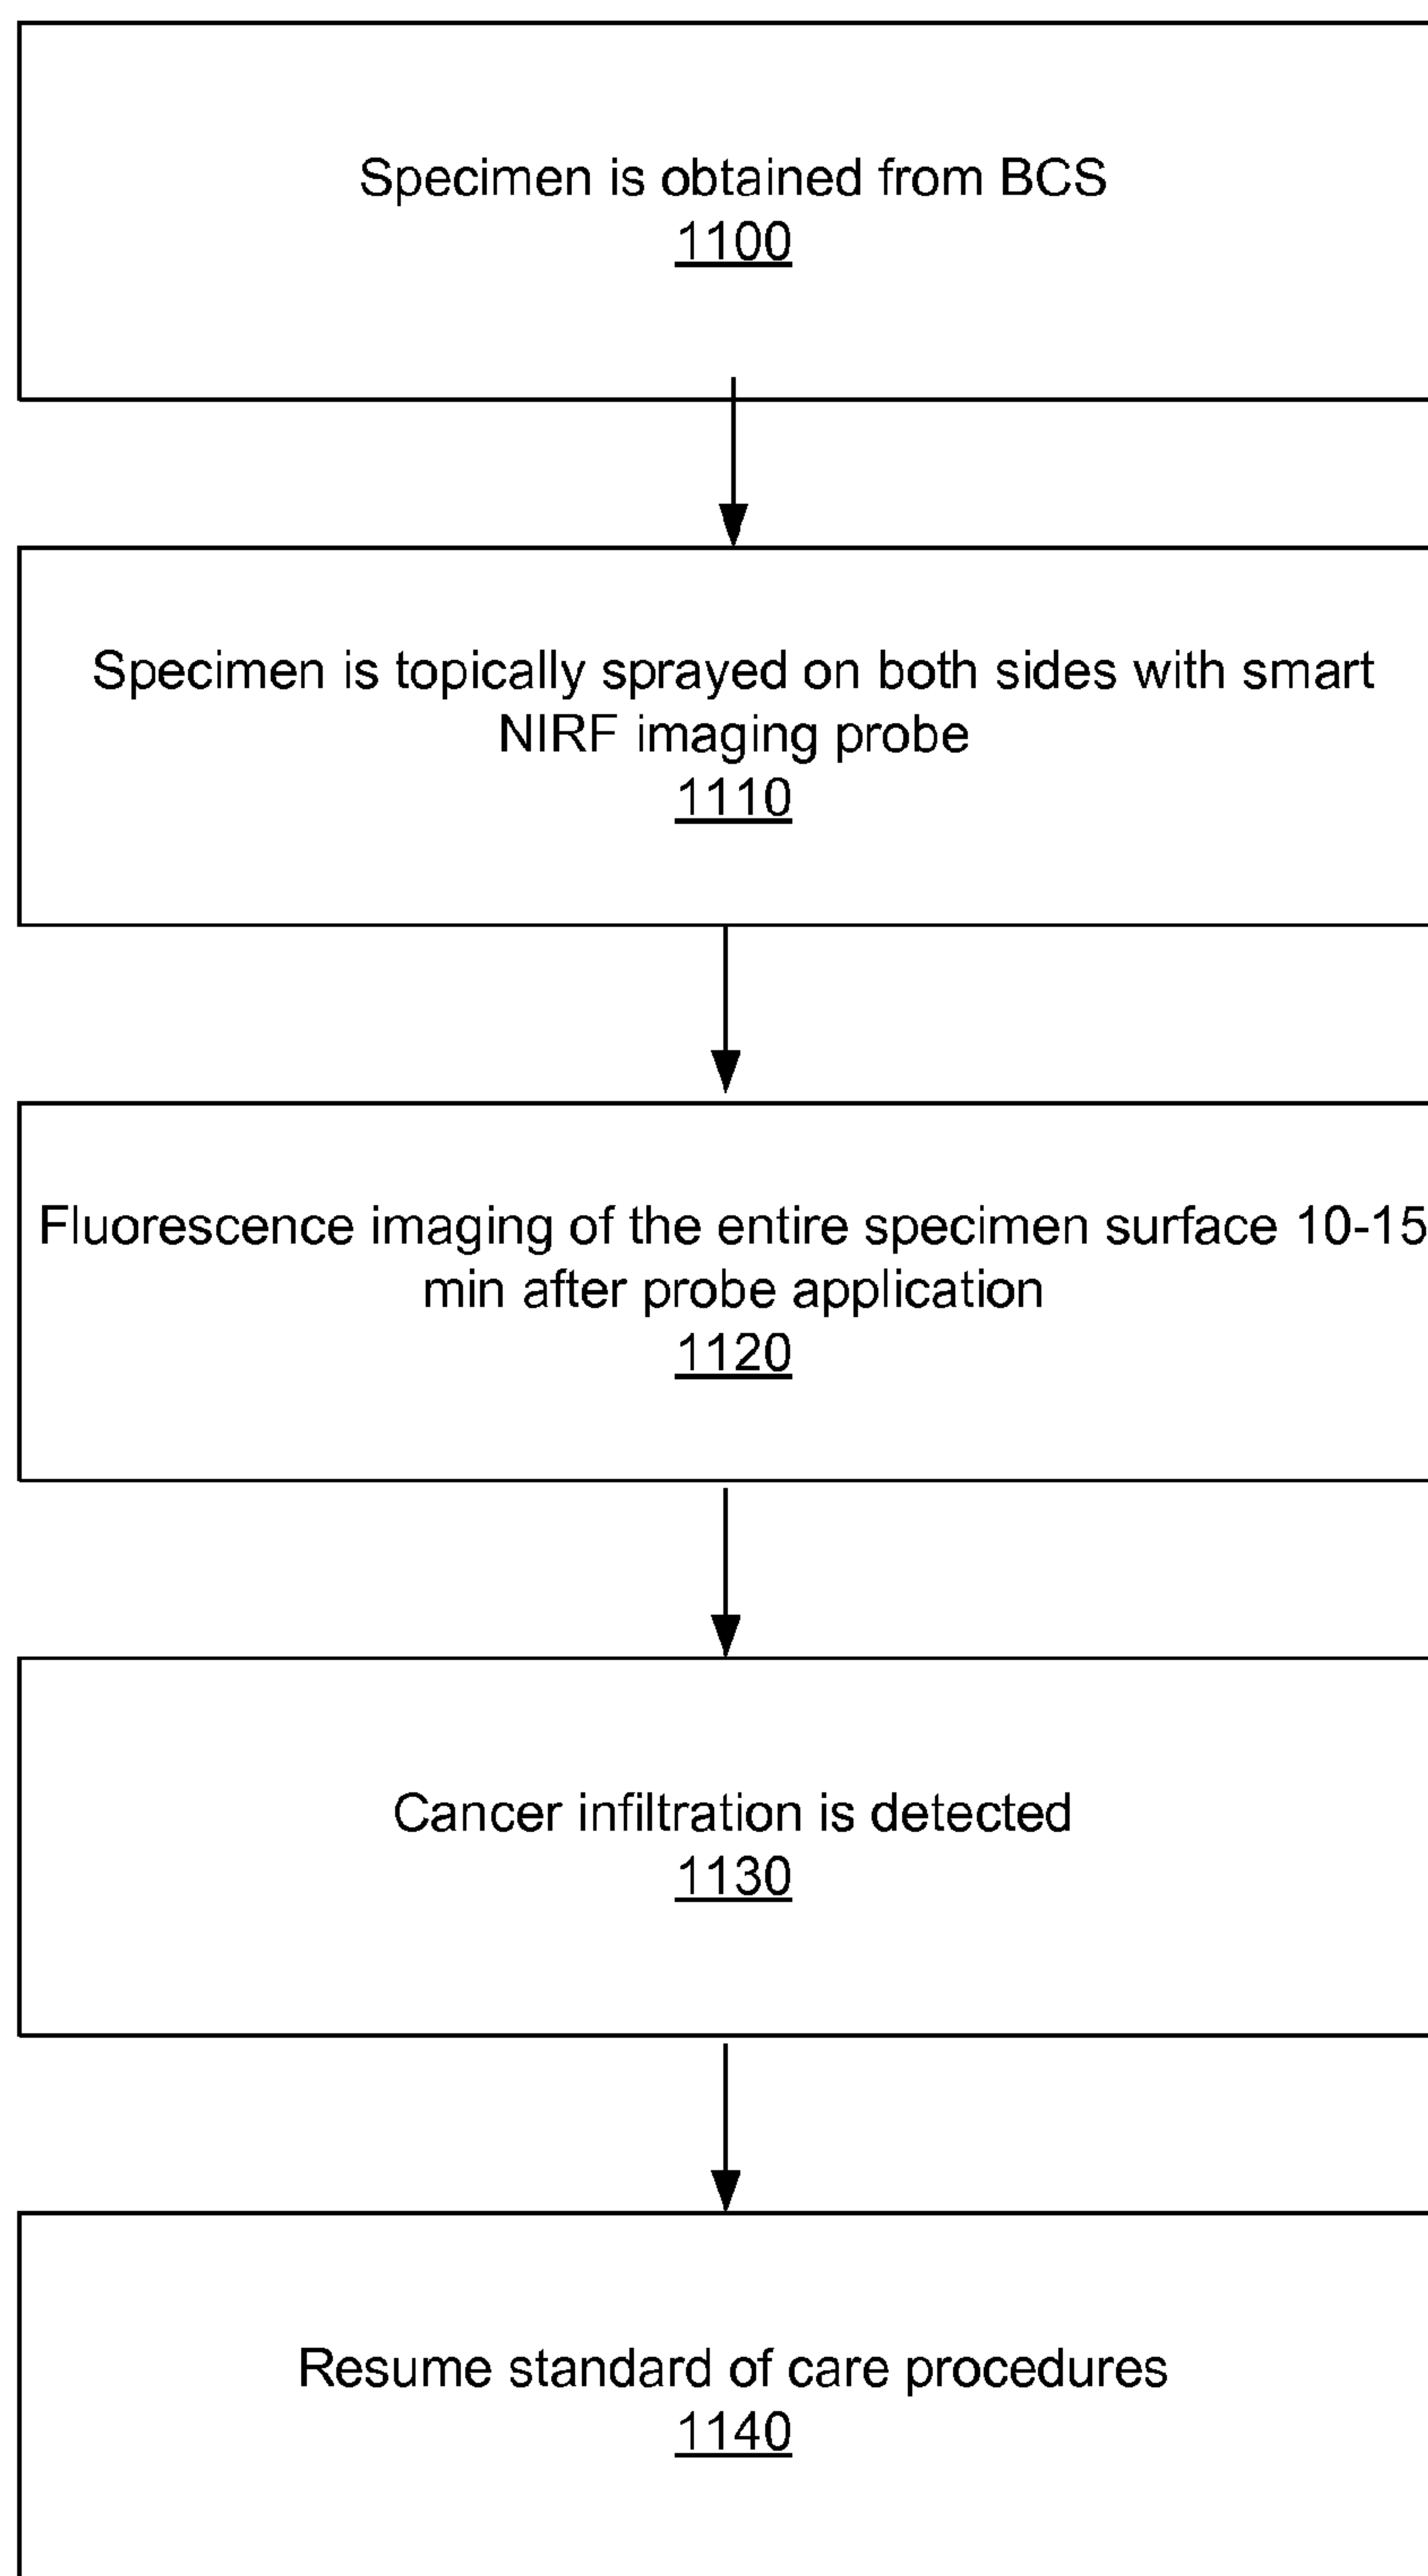 Specimen is obtained from BCS
1100
Specimen is topically sprayed on both sides with smart
NIRF imaging probe
1110
Fluorescence imaging of the entire specimen surface 10-15
min after probe application
1120
Cancer infiltration is detected
1130
Resume standard of care procedures
1140